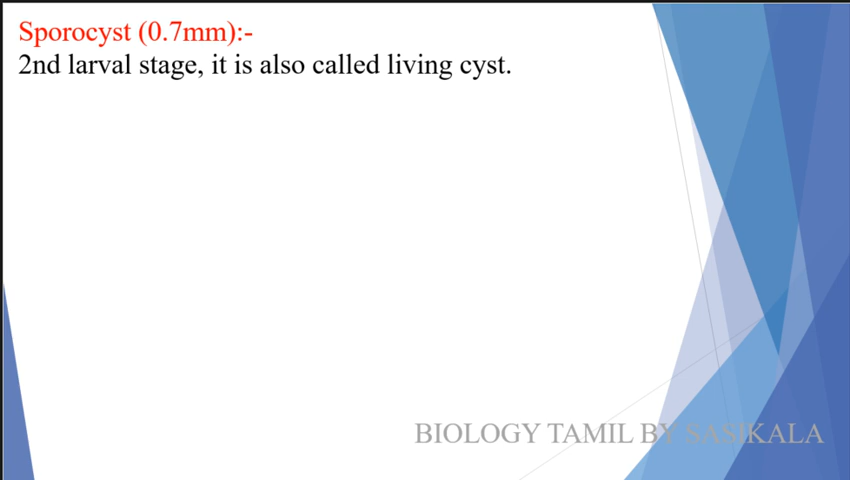 Sporocyst (0.7mm):-
2nd larval stage, it is also called living cyst.
BIOLOGY TAMIL BY SASIKALA